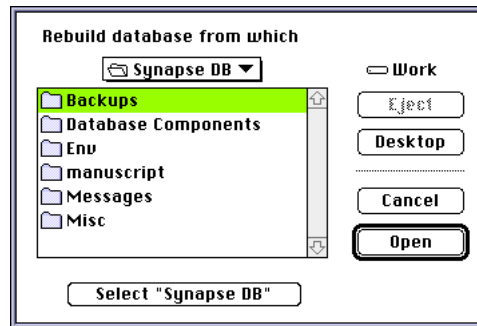 Rebuild database from which
Synapse DB
Work
Backups
Database Components
Env
manuscript
Messages
Misc
Eject
Desktop
Cancel
Open
Select "Synapse DB"